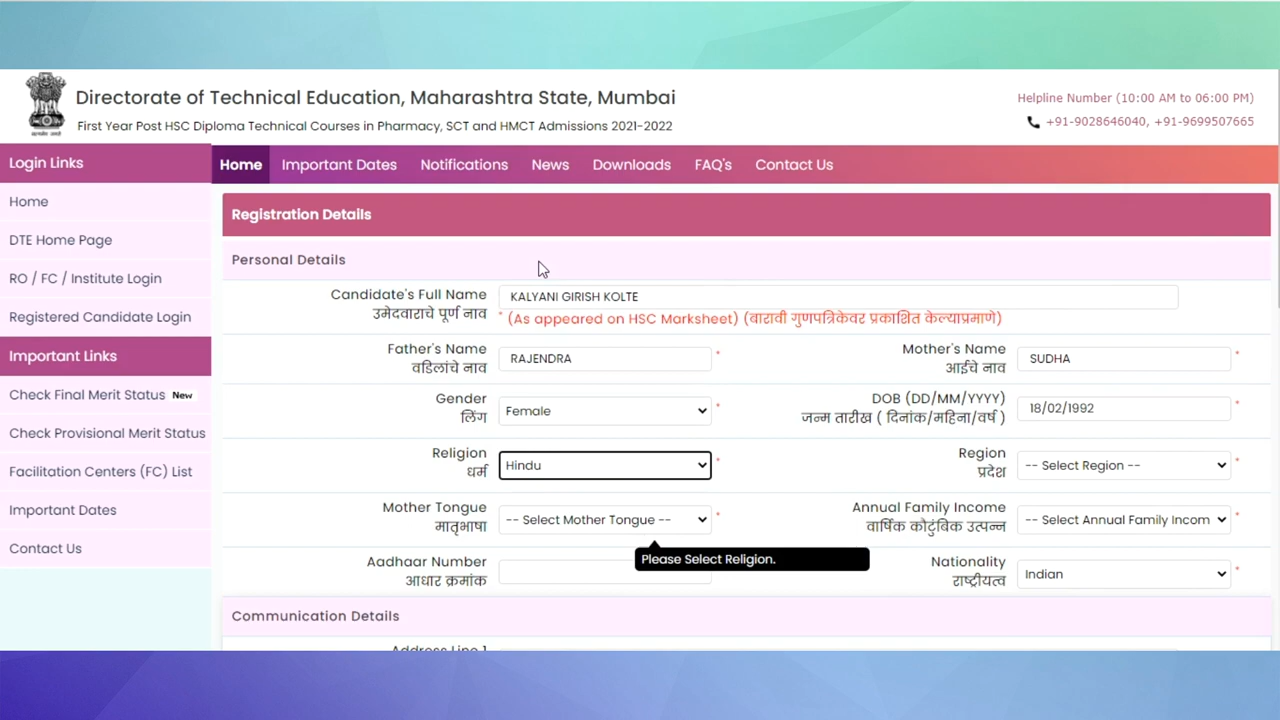 Directorate of Technical Education, Maharashtra State, Mumbai
First Year Post HSC Diploma Technical Courses in Pharmacy, SCT and HMCT Admissions 2021-2022
Helpline Number (10:00 AM to 06:00 PM)
+91-9028646040, +91-9699507665
Login Links
Home
DTE Home Page
RO / FC / Institute Login
Registered Candidate Login
Important Links
Check Final Merit Status New
Check Provisional Merit Status
Facilitation Centers (FC) List
Important Dates
Contact Us
Home Important Dates Notifications News Downloads FAQ's Contact Us
Registration Details
Personal Details
Candidate's Full Name
उमेदवाराचे पूर्ण नाव
KALYANI GIRISH KOLTE
* (As appeared on HSC Marksheet) (बारावी गुणपत्रिकेवर प्रकाशित केल्याप्रमाणे)
Father's Name
वडिलांचे नाव
RAJENDRA *
Mother's Name
आईचे नाव
SUDHA *
Gender
लिंग
Female *
DOB (DD/MM/YYYY)
जन्म तारीख ( दिनांक/महिना/वर्ष )
18/02/1992 *
Religion
धर्म
Hindu *
Region
प्रदेश
-- Select Region -- *
Mother Tongue
मातृभाषा
-- Select Mother Tongue -- *
Annual Family Income
वार्षिक कौटुंबिक उत्पन्न
-- Select Annual Family Incom *
Please Select Religion.
Aadhaar Number
आधार क्रमांक
Nationality
राष्ट्रीयत्व
Indian *
Communication Details
Address Line 1